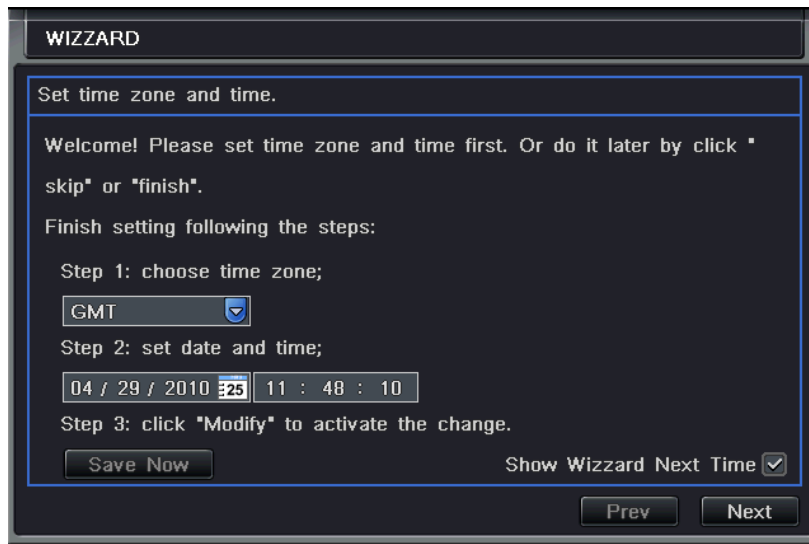 WIZZARD
Set time zone and time.
Welcome! Please set time zone and time first. Or do it later by click "
skip" or "finish".
Finish setting following the steps:
Step 1: choose time zone;
GMT
Step 2: set date and time;
04 / 29 / 2010 25 11 : 48 : 10
Step 3: click "Modify" to activate the change.
Save Now Show Wizzard Next Time
Prev Next